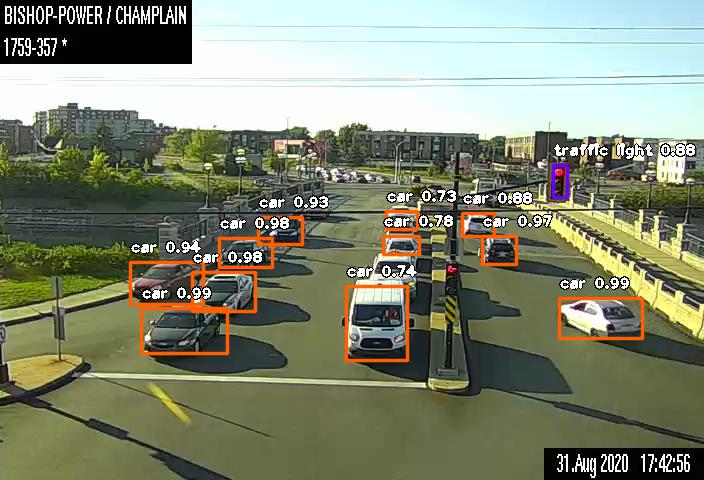 BISHOP-POWER / CHAMPLAIN
1759-357 *
traffic light 0.88
car 0.93
car 0.73
car 0.88
car 0.98
car 0.78
car 0.97
car 0.94
car 0.98
car 0.74
car 0.99
car 0.99
31.Aug 2020 17:42:56